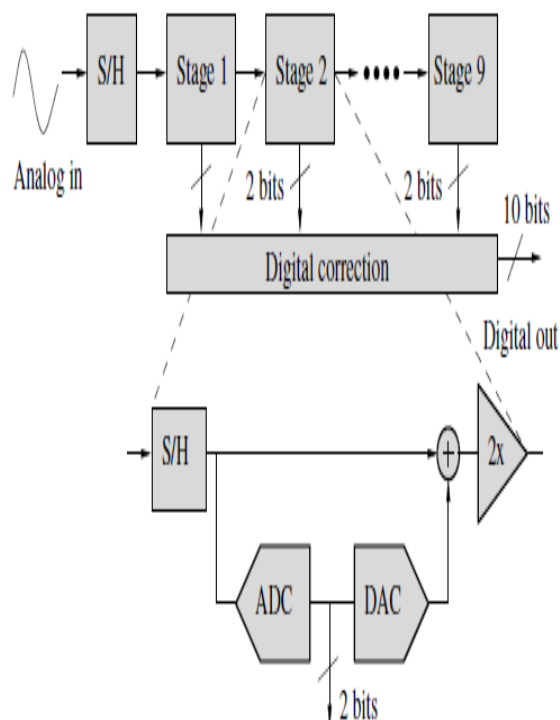 S/H
Stage 1
Stage 2
Stage 9
Analog in
2 bits
2 bits
10 bits
Digital correction
Digital out
S/H
+
2x
ADC
DAC
2 bits